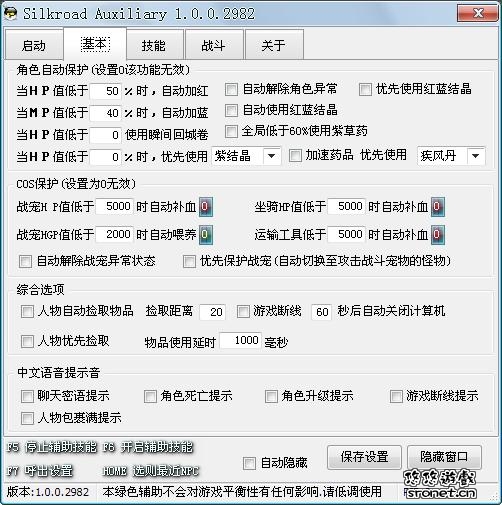 Silkroad Auxiliary 1.0.0.2982
启动 基本 技能 战斗 关于
角色自动保护(设置0该功能无效)
当HP值低于 50 %时，自动加红 自动解除角色异常 优先使用红蓝结晶
当MP值低于 40 %时，自动加蓝 自动使用红蓝结晶
当HP值低于 0 使用瞬间回城卷 全局低于60%使用紫草药
当HP值低于 0 %时，优先使用 紫结晶 加速药品 优先使用 疾风丹
COS保护(设置为0无效)
战宠HP值低于 5000 时自动补血 0 坐骑HP值低于 5000 时自动补血 0
战宠HGP值低于 2000 时自动喂养 0 运输工具低于 5000 时自动补血 0
自动解除战宠异常状态 优先保护战宠(自动切换至攻击战斗宠物的怪物)
综合选项
人物自动捡取物品 捡取距离 20 游戏断线 60 秒后自动关闭计算机
人物优先捡取 物品使用延时 1000 毫秒
中文语音提示音
聊天密语提示 角色死亡提示 角色升级提示 游戏断线提示
人物包裹满提示
F5 停止辅助技能 F6 开启辅助技能
F7 呼出设置 HOME 选则最近NPC
自动隐藏 保存设置 隐藏窗口
攻攻游戲
版本:1.0.0.2982 本绿色辅助不会对游戏平衡性有任何影响.请低调使用
sronet.cn